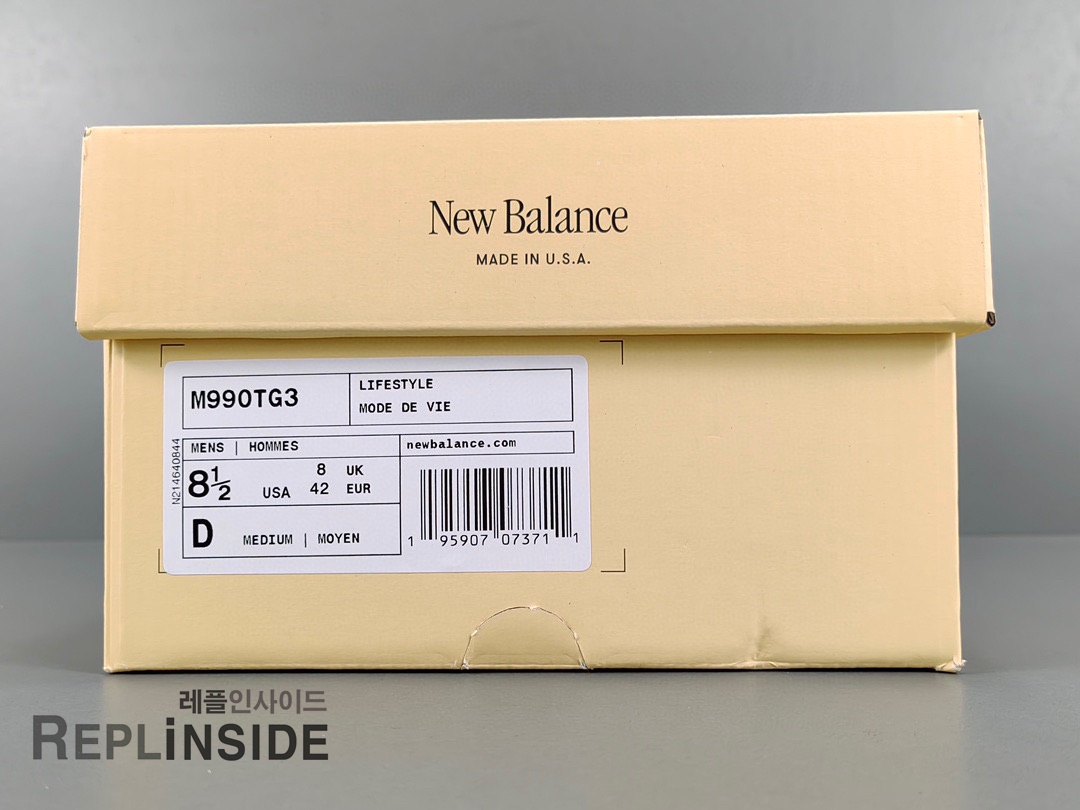 New Balance
MADE IN U.S.A.
M990TG3
LIFESTYLE
MODE DE VIE
N214640844
MENS | HOMMES
newbalance.com
8½ USA
8 UK
42 EUR
D MEDIUM | MOYEN
1 95907 07371 1
레플인사이드
REPLiNSIDE